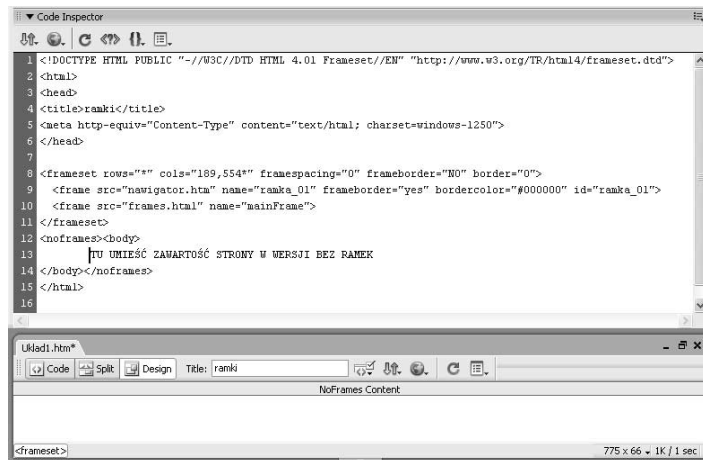 Code Inspector
1 <!DOCTYPE HTML PUBLIC "-//W3C//DTD HTML 4.01 Frameset//EN" "http://www.w3.org/TR/html4/frameset.dtd">
2 <html>
3 <head>
4 <title>ramki</title>
5 <meta http-equiv="Content-Type" content="text/html; charset=windows-1250">
6 </head>
7
8 <frameset rows="*" cols="189,554*" framespacing="0" frameborder="NO" border="0">
9 <frame src="nawigator.htm" name="ramka_01" frameborder="yes" bordercolor="#000000" id="ramka_01">
10 <frame src="frames.html" name="mainFrame">
11 </frameset>
12 <noframes><body>
13 TU UMIEŚĆ ZAWARTOŚĆ STRONY W WERSJI BEZ RAMEK
14 </body></noframes>
15 </html>
16
Uklad1.htm*
Code Split Design Title: ramki
NoFrames Content
<frameset> 775 x 66 1K / 1 sec